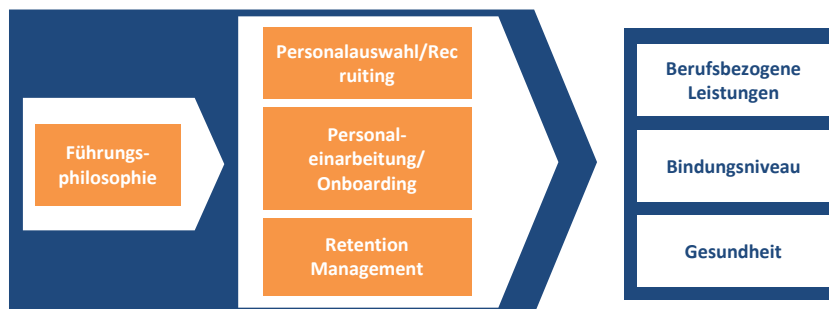 Führungs-
philosophie
Personalauswahl/Rec
ruiting
Personal-
einarbeitung/
Onboarding
Retention
Management
Berufsbezogene
Leistungen
Bindungsniveau
Gesundheit